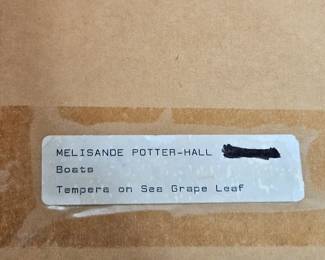 MELISANDE POTTER-HALL
Boats
Tempera on Sea Grape Leaf